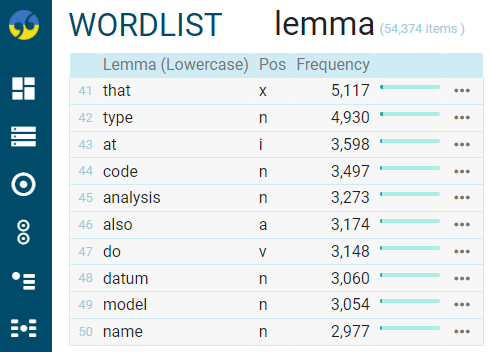 WORDLIST lemma (54,374 items )
Lemma (Lowercase) Pos Frequency
41 that x 5,117 •••
42 type n 4,930 •••
43 at i 3,598 •••
44 code n 3,497 •••
45 analysis n 3,273 •••
46 also a 3,174 •••
47 do v 3,148 •••
48 datum n 3,060 •••
49 model n 3,054 •••
50 name n 2,977 •••